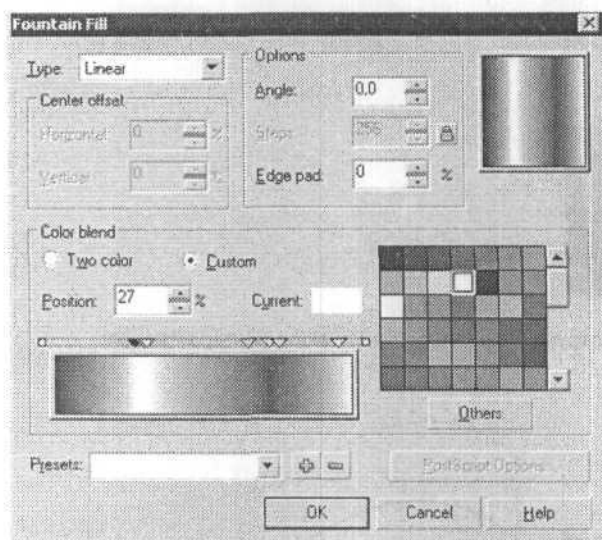 Fountain Fill
Type: Linear
Options
Center offset
Horizontal: 0 %
Vertical: 0 %
Angle: 0,0
Steps: 256
Edge pad: 0 %
Color blend
Two color
Custom
Position: 27 %
Current:
Others
Presets:
PostScript Options
OK
Cancel
Help